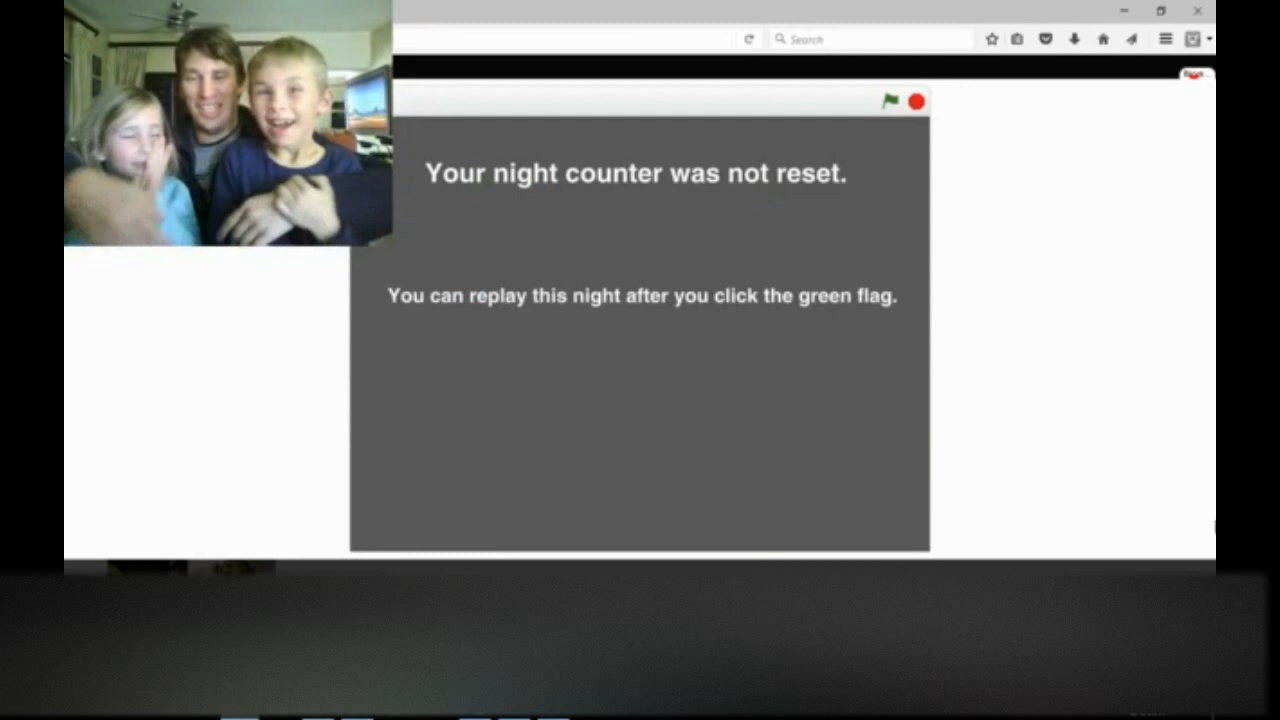 Search
Your night counter was not reset.
You can replay this night after you click the green flag.